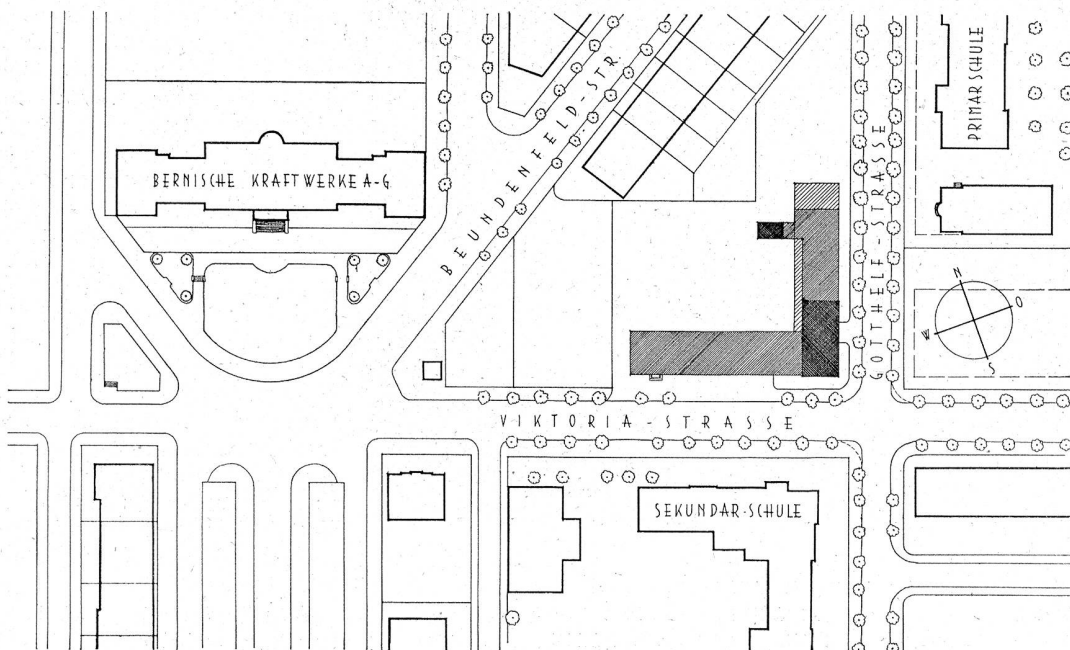 BERNISCHE KRAFTWERKE A-G.
BEUNDENFELD-STR.
PRIMARSCHULE
GOTTHELF-STRASSE
N
O
W
S
VIKTORIA-STRASSE
SEKUNDAR-SCHULE